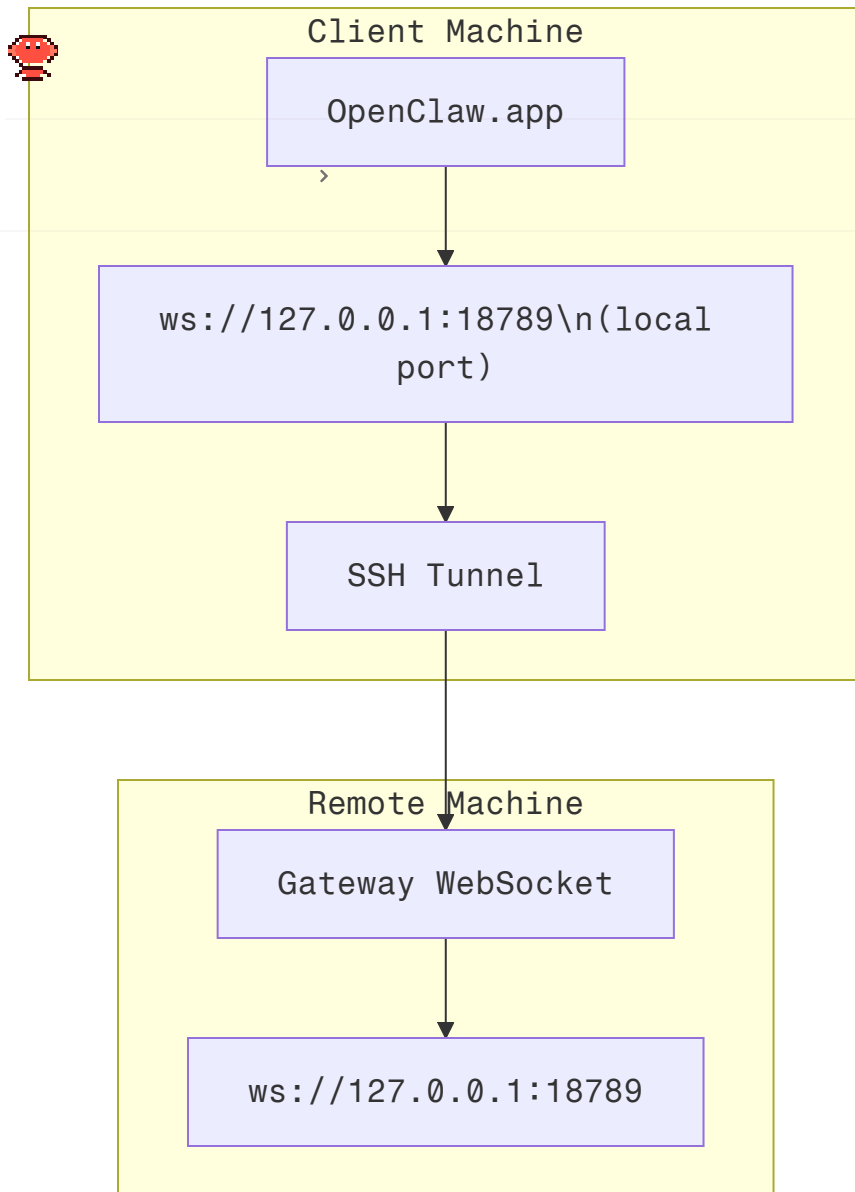 Client Machine
OpenClaw.app
ws://127.0.0.1:18789\n(local
port)
SSH Tunnel
Remote Machine
Gateway WebSocket
ws://127.0.0.1:18789